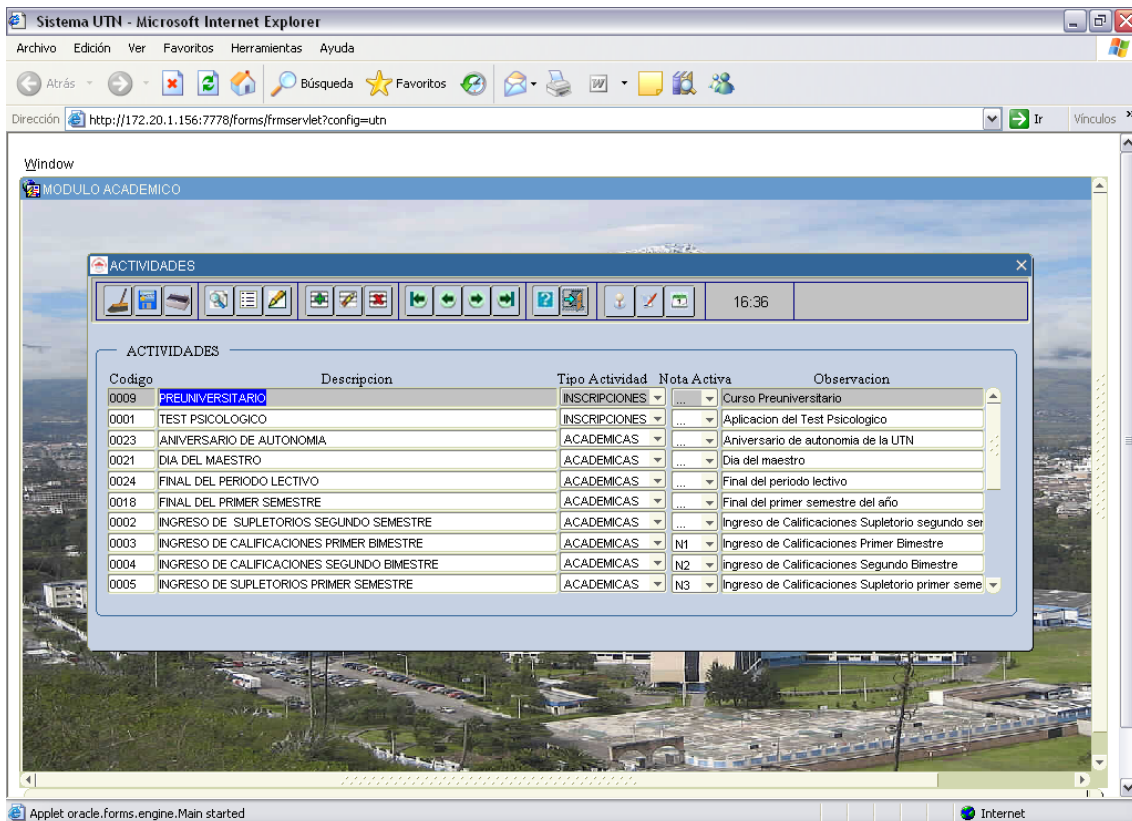 Sistema UTN - Microsoft Internet Explorer
Archivo Edición Ver Favoritos Herramientas Ayuda
Atrás Búsqueda Favoritos
Dirección http://172.20.1.156:7778/forms/frmservlet?config=utn Ir Vínculos »
Window
MODULO ACADEMICO
ACTIVIDADES
16:36
ACTIVIDADES
Codigo Descripcion Tipo Actividad Nota Activa Observacion
0009 PREUNIVERSITARIO INSCRIPCIONES ... Curso Preuniversitario
0001 TEST PSICOLOGICO INSCRIPCIONES ... Aplicacion del Test Psicologico
0023 ANIVERSARIO DE AUTONOMIA ACADEMICAS ... Aniversario de autonomia de la UTN
0021 DIA DEL MAESTRO ACADEMICAS ... Dia del maestro
0024 FINAL DEL PERIODO LECTIVO ACADEMICAS ... Final del periodo lectivo
0018 FINAL DEL PRIMER SEMESTRE ACADEMICAS ... Final del primer semestre del año
0002 INGRESO DE SUPLETORIOS SEGUNDO SEMESTRE ACADEMICAS ... Ingreso de Calificaciones Supletorio segundo ser
0003 INGRESO DE CALIFICACIONES PRIMER BIMESTRE ACADEMICAS N1 Ingreso de Calificaciones Primer Bimestre
0004 INGRESO DE CALIFICACIONES SEGUNDO BIMESTRE ACADEMICAS N2 ingreso de Calificaciones Segundo Bimestre
0005 INGRESO DE SUPLETORIOS PRIMER SEMESTRE ACADEMICAS N3 Ingreso de Calificaciones Supletorio primer seme
Applet oracle.forms.engine.Main started Internet